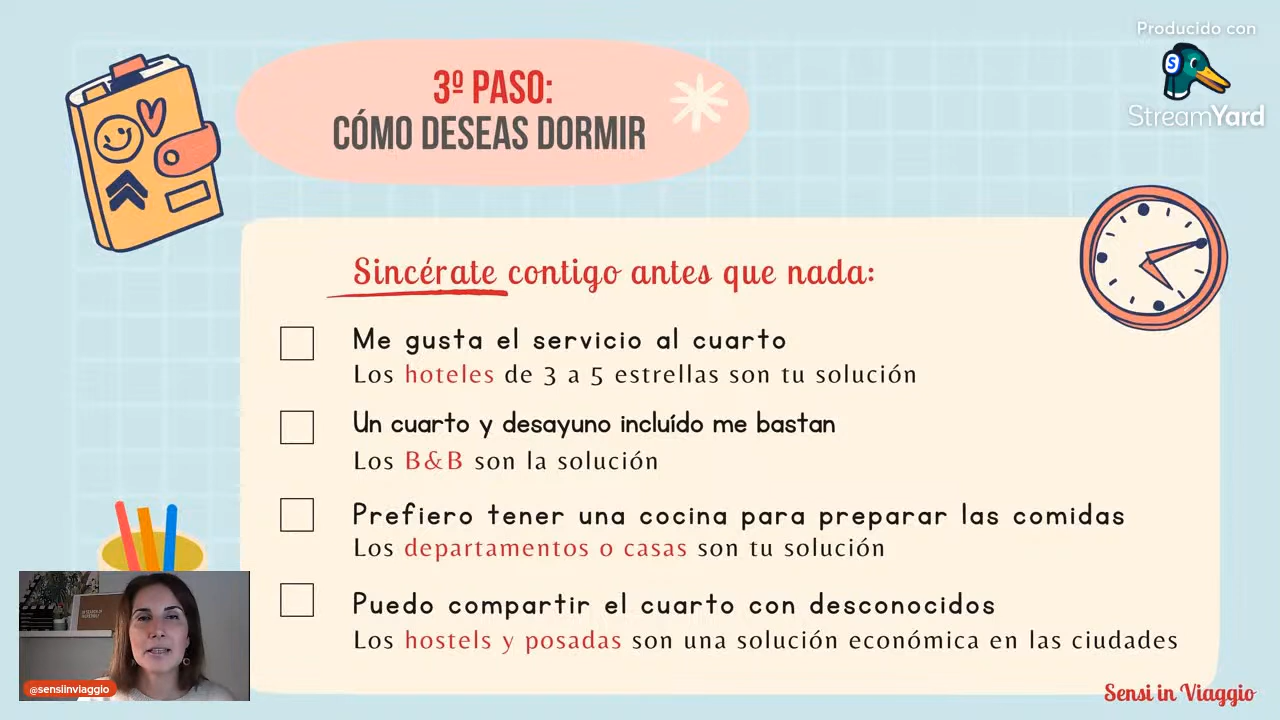 Producido con
StreamYard
3º PASO:
CÓMO DESEAS DORMIR
Sincérate contigo antes que nada:
Me gusta el servicio al cuarto
Los hoteles de 3 a 5 estrellas son tu solución
Un cuarto y desayuno incluído me bastan
Los B&B son la solución
Prefiero tener una cocina para preparar las comidas
Los departamentos o casas son tu solución
Puedo compartir el cuarto con desconocidos
Los hostels y posadas son una solución económica en las ciudades
@sensiinviaggio
Sensi in Viaggio